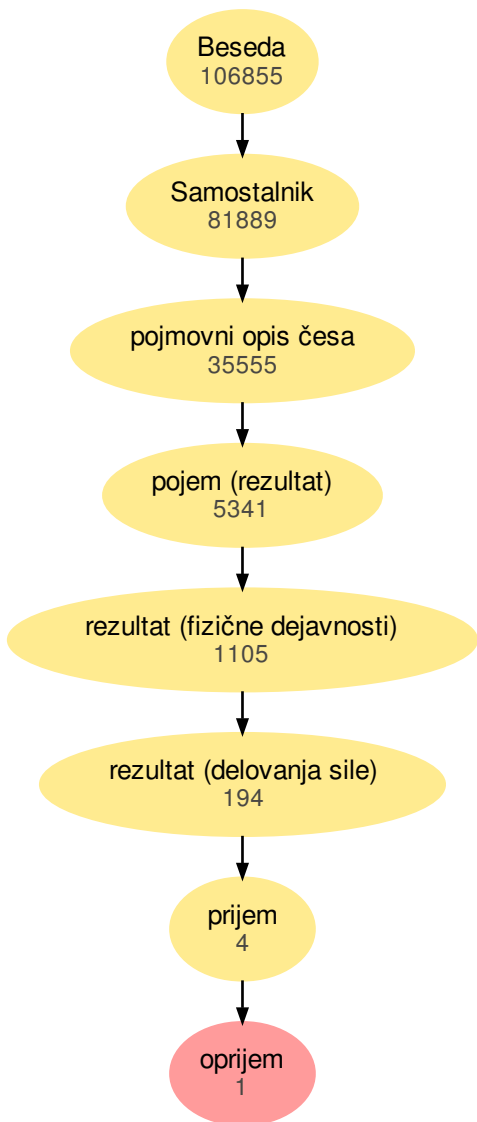 Beseda
106855
Samostalnik
81889
pojmovni opis česa
35555
pojem (rezultat)
5341
rezultat (fizične dejavnosti)
1105
rezultat (delovanja sile)
194
prijem
4
oprijem
1